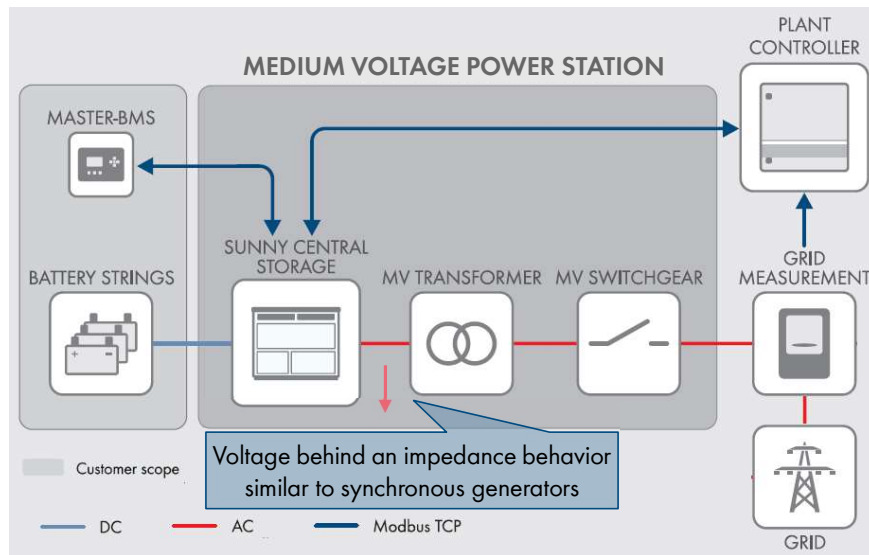 PLANT
CONTROLLER
MEDIUM VOLTAGE POWER STATION
MASTER-BMS
SUNNY CENTRAL
STORAGE
GRID
MEASUREMENT
BATTERY STRINGS
MV TRANSFORMER
MV SWITCHGEAR
Voltage behind an impedance behavior
similar to synchronous generators
Customer scope
DC
AC
Modbus TCP
GRID